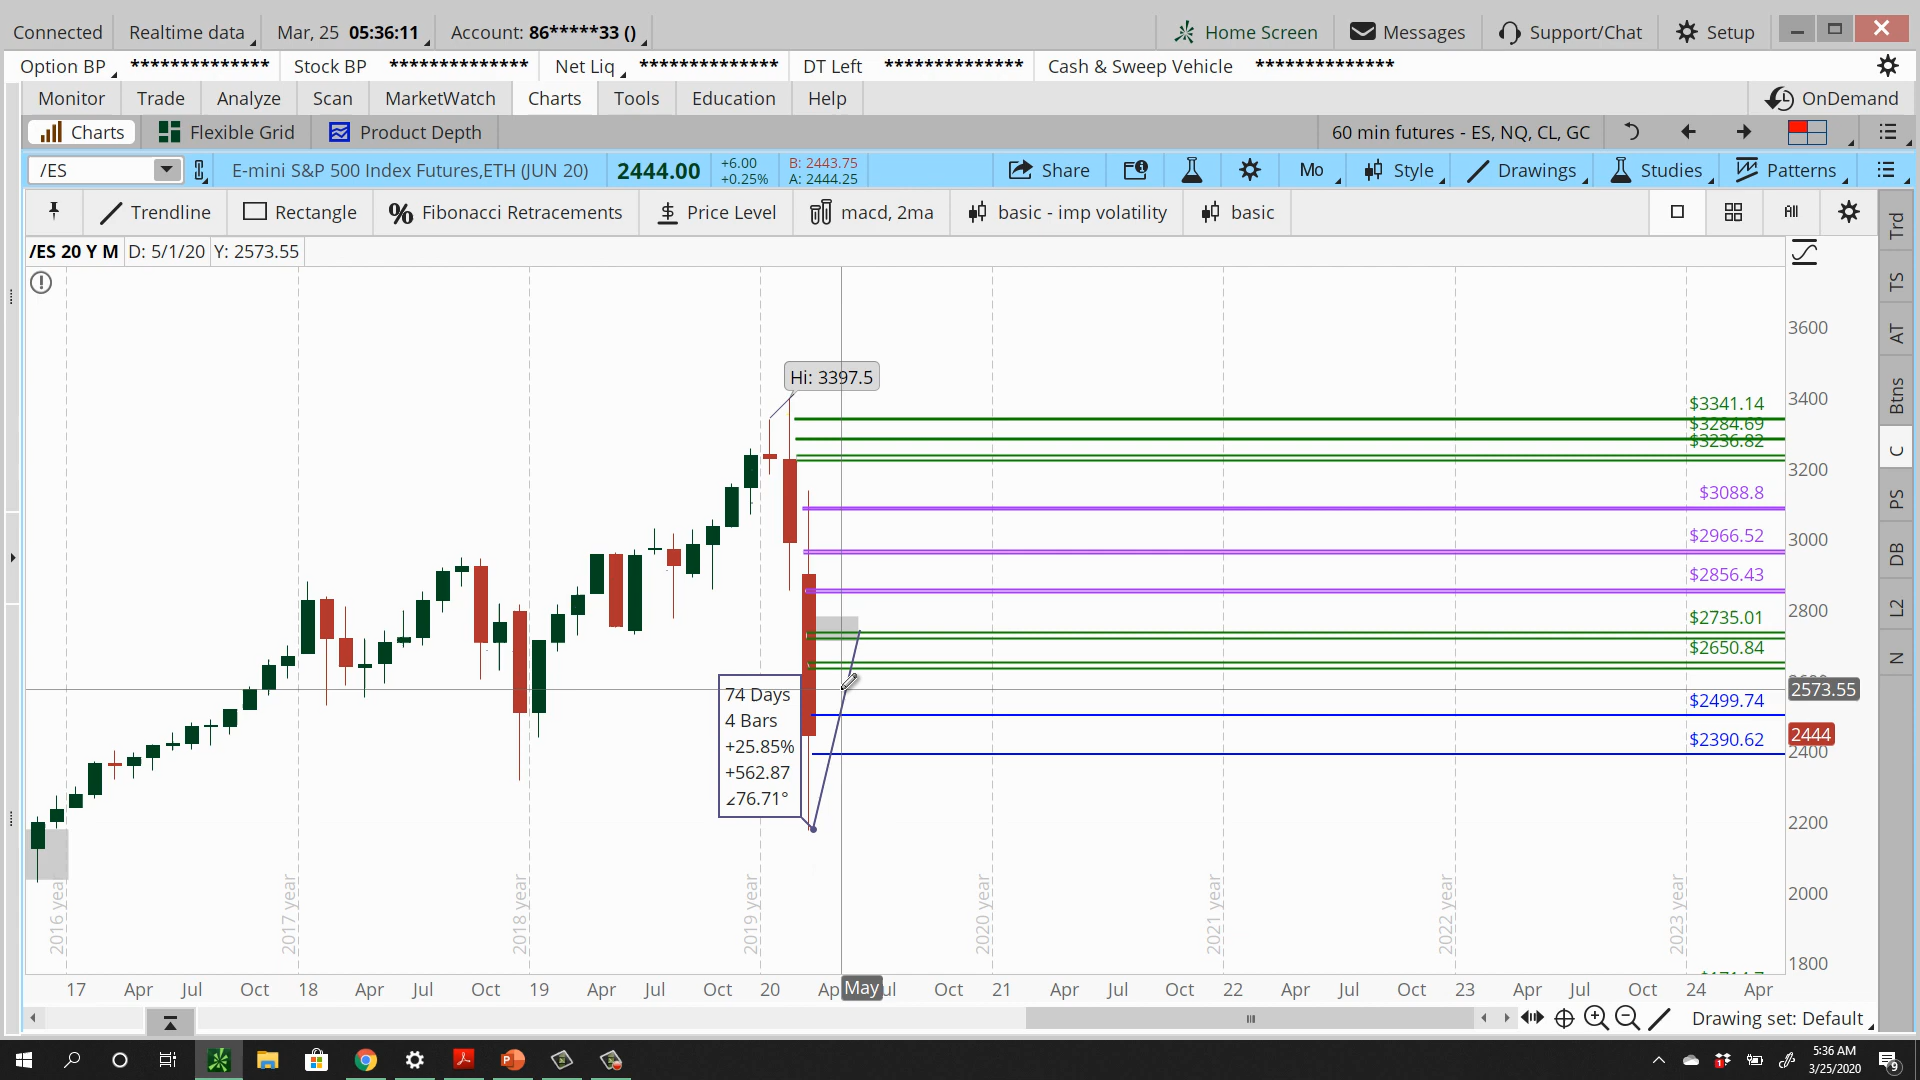 Connected Realtime data Mar, 25 05:36:11 Account: 86*****33 () Home Screen Messages Support/Chat Setup
Option BP ************** Stock BP ************** Net Liq ************** DT Left ************** Cash & Sweep Vehicle **************
Monitor Trade Analyze Scan MarketWatch Charts Tools Education Help OnDemand
Charts Flexible Grid Product Depth 60 min futures - ES, NQ, CL, GC
/ES E-mini S&P 500 Index Futures,ETH (JUN 20) 2444.00 +6.00 B: 2443.75 Share Mo Style Drawings Studies Patterns
+0.25% A: 2444.25
Trendline Rectangle % Fibonacci Retracements $ Price Level macd, 2ma basic - imp volatility basic All
/ES 20 Y M D: 5/1/20 Y: 2573.55
Trd
TS
AT
Btns
C
PS
DB
L2
N
Hi: 3397.5
3600
3400
$3341.14
$3284.69
$3236.82
3200
$3088.8
3000
$2966.52
$2856.43
2800
$2735.01
$2650.84
2573.55
$2499.74
2444
2400
$2390.62
2200
2000
1800
74 Days
4 Bars
+25.85%
+562.87
∠76.71°
2016 year 2017 year 2018 year 2019 year 2020 year 2021 year 2022 year 2023 year
17 Apr Jul Oct 18 Apr Jul Oct 19 Apr Jul Oct 20 Ap May ul Oct 21 Apr Jul Oct 22 Apr Jul Oct 23 Apr Jul Oct 24 Apr
Drawing set: Default
5:36 AM
3/25/2020
9